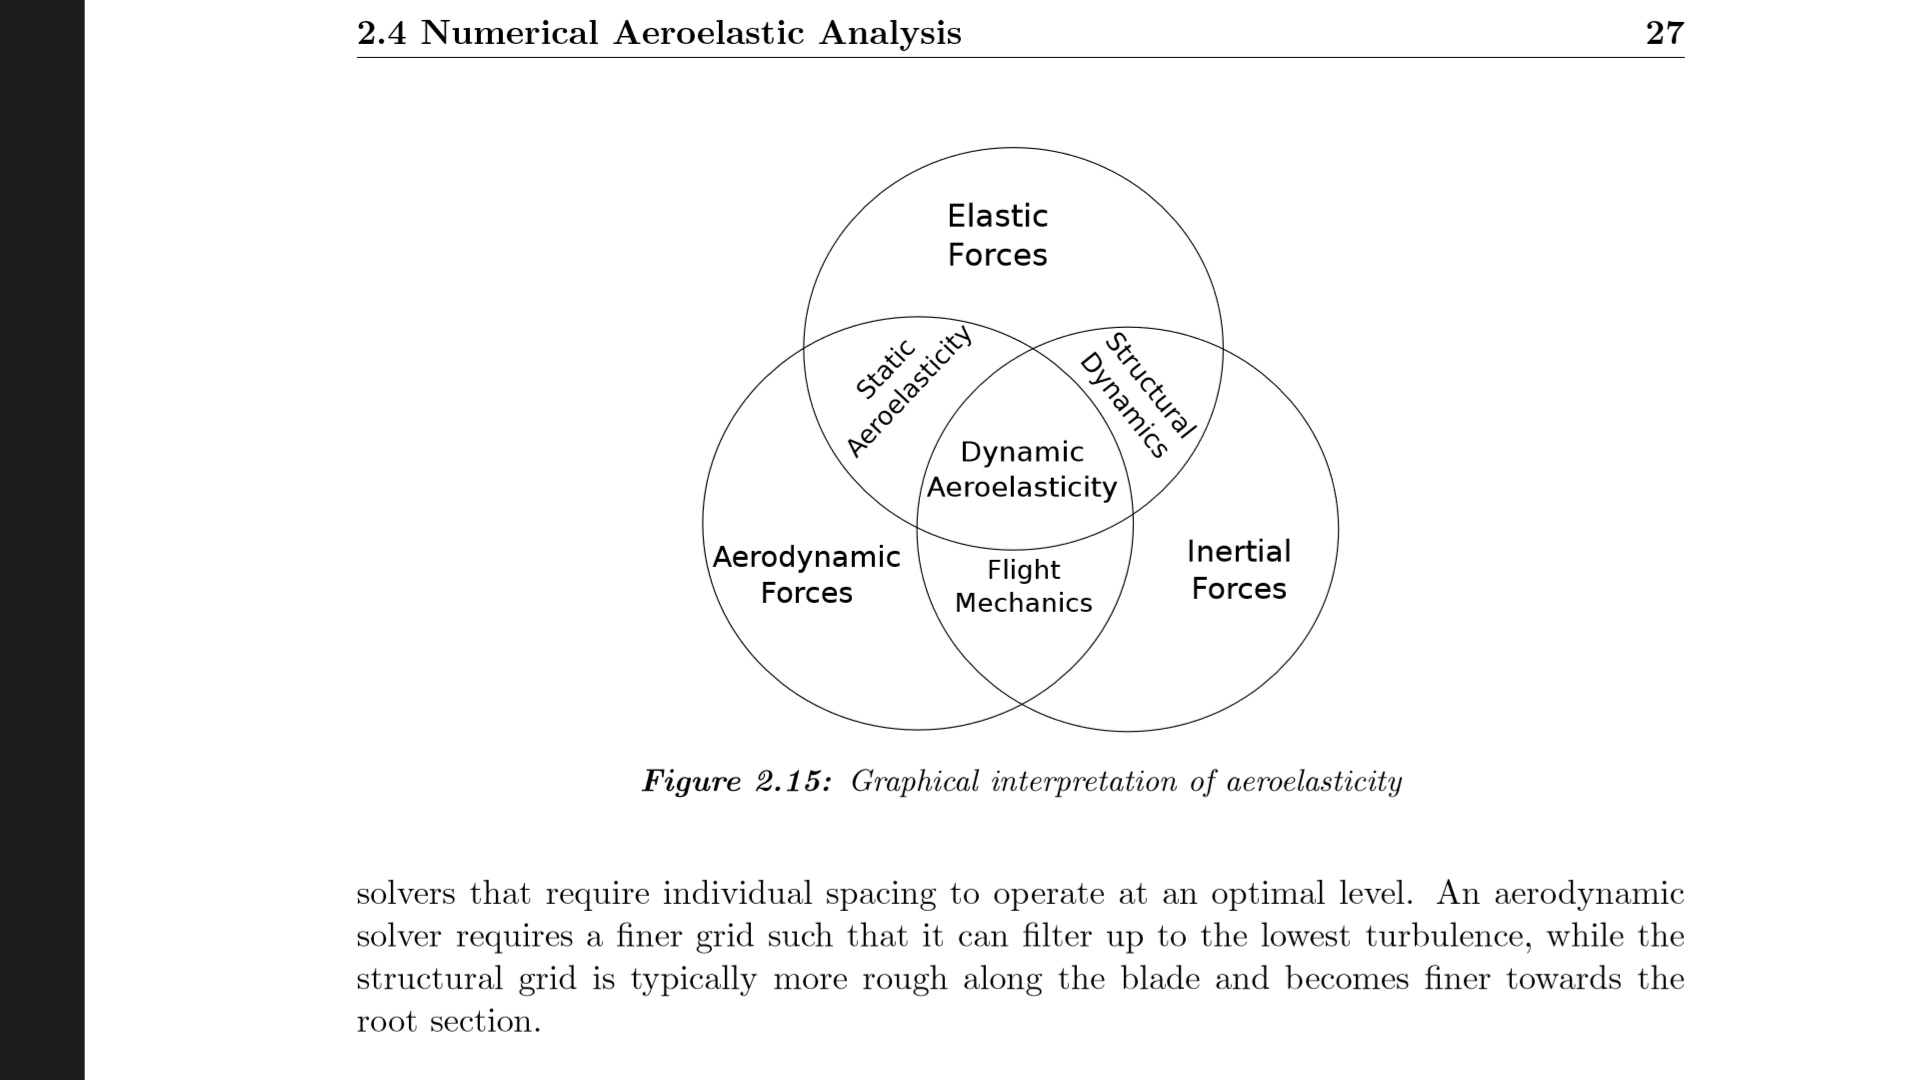 2.4 Numerical Aeroelastic Analysis 27
Elastic
Forces
Static
Aeroelasticity
Structural
Dynamics
Dynamic
Aeroelasticity
Aerodynamic
Forces
Flight
Mechanics
Inertial
Forces
Figure 2.15: Graphical interpretation of aeroelasticity
solvers that require individual spacing to operate at an optimal level. An aerodynamic
solver requires a finer grid such that it can filter up to the lowest turbulence, while the
structural grid is typically more rough along the blade and becomes finer towards the
root section.